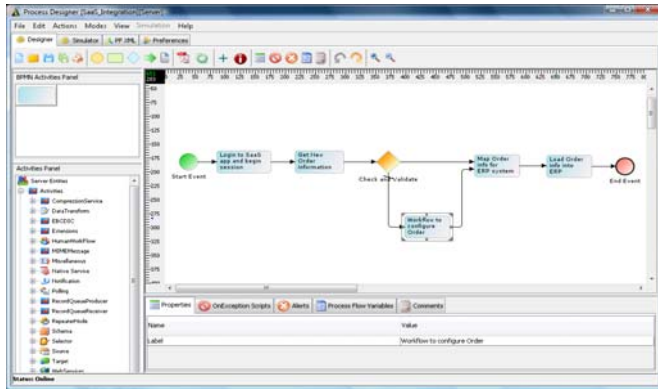 Process Designer [SaaS_Integration][Server]
File Edit Actions Modes View Simulation Help
Designer Simulator PF XML Preferences
BPMN Activities Panel
Login to SaaS
app and begin
session
Get New
Order
information
Map Order
info for
ERP system
Load Order
info into
ERP
Start Event
Check and Validate
End Event
Workflow to
configure
Order
Activities Panel
Server Entities
Activities
CompressionService
DataTransform
EBCDIC
Extensions
HumanWorkFlow
MIMEMessage
Miscellaneous
Native Service
Notification
Polling
RecordQueueProducer
RecordQueueReceiver
RepeaterNode
Schema
Selector
Source
Target
WebServices
Properties OnException Scripts Alerts Process Flow Variables Comments
Name Value
Label Workflow to configure Order
Status: Online